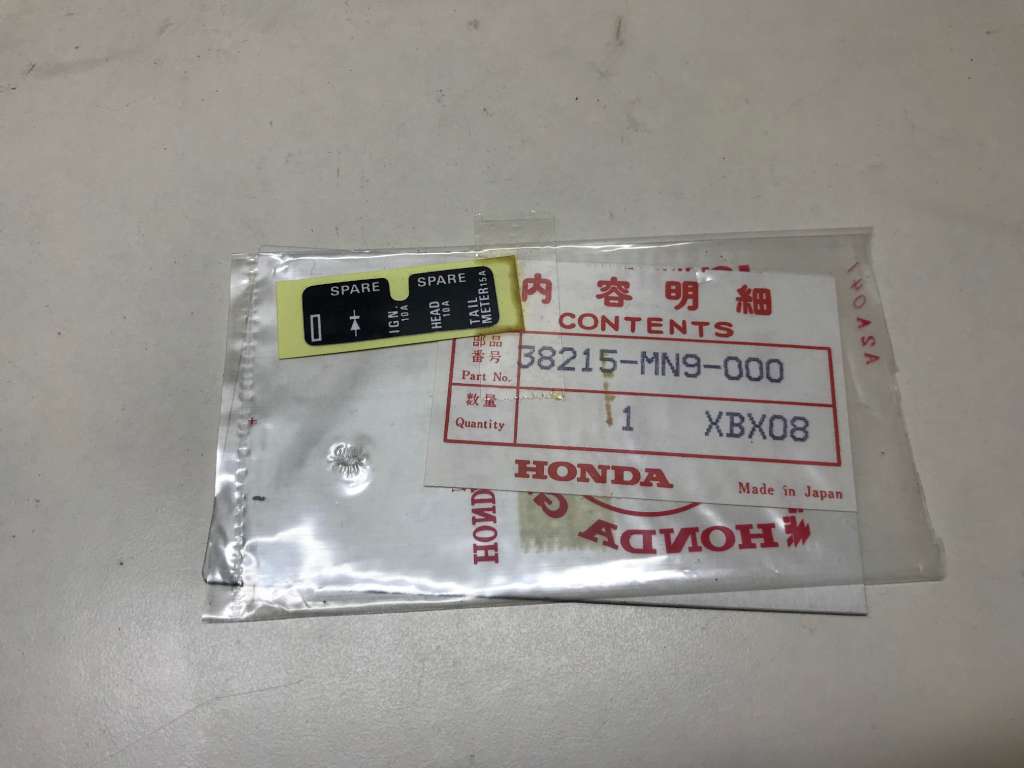 SPARE
SPARE
IGN.
10A
HEAD
10A
TAIL
METER 15A
内容明細
CONTENTS
部品
番号
Part No.
38215-MN9-000
数量
Quantity
1 XBX08
HONDA
Made in Japan
HOND
HONDA